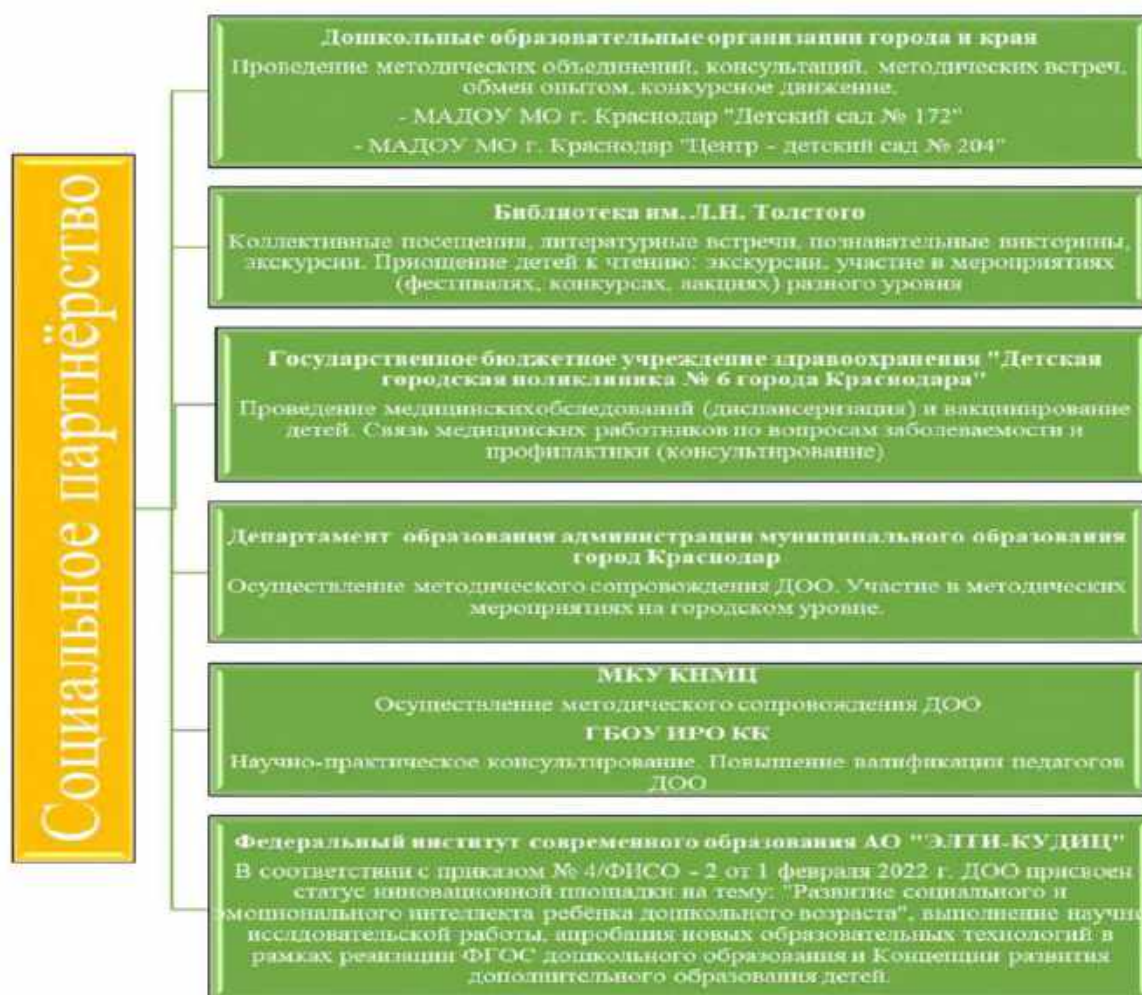 Социальное партнёрство
Дошкольные образовательные организации города и края
Проведение методических объединений, консультаций, методических встреч,
обмен опытом, конкурсное движение.
- МАДОУ МО г. Краснодар "Детский сад № 172"
- МАДОУ МО г. Краснодар "Центр - детский сад № 204"
Библиотека им. Л.Н. Толстого
Коллективные посещения, литературные встречи, познавательные викторины,
экскурсии. Приощение детей к чтению: экскурсии, участие в мероприятиях
(фестивалях, конкурсах, вакциях) разного уровня
Государственное бюджетное учреждение здравоохранения "Детская
городская поликлиника № 6 города Краснодара"
Проведение медицинскихобследований (диспансеризация) и вакцинирование
детей. Связь медицинских работников по вопросам заболеваемости и
профилактики (консультирование)
Департамент образования администрации муниципального образования
город Краснодар
Осуществление методического сопровождения ДОО. Участие в методических
мероприятиях на городском уровне.
МКУ КНМЦ
Осуществление методического сопровождения ДОО
ГБОУ ИРО КК
Научно-практическое консультирование. Повышение валификации педагогов
ДОО
Федеральный институт современного образования АО "ЭЛТИ-КУДИЦ"
В соответствии с приказом № 4/ФИСО - 2 от 1 февраля 2022 г. ДОО присвоен
статус инновационной площадки на тему: "Развитие социального и
эмоционального интеллекта ребёнка дошкольного возраста", выполнение научно
исслдовательской работы, апробация новых образовательных технологий в
рамках реаизации ФГОС дошкольного образования и Концепции развития
дополнительного образования детей.